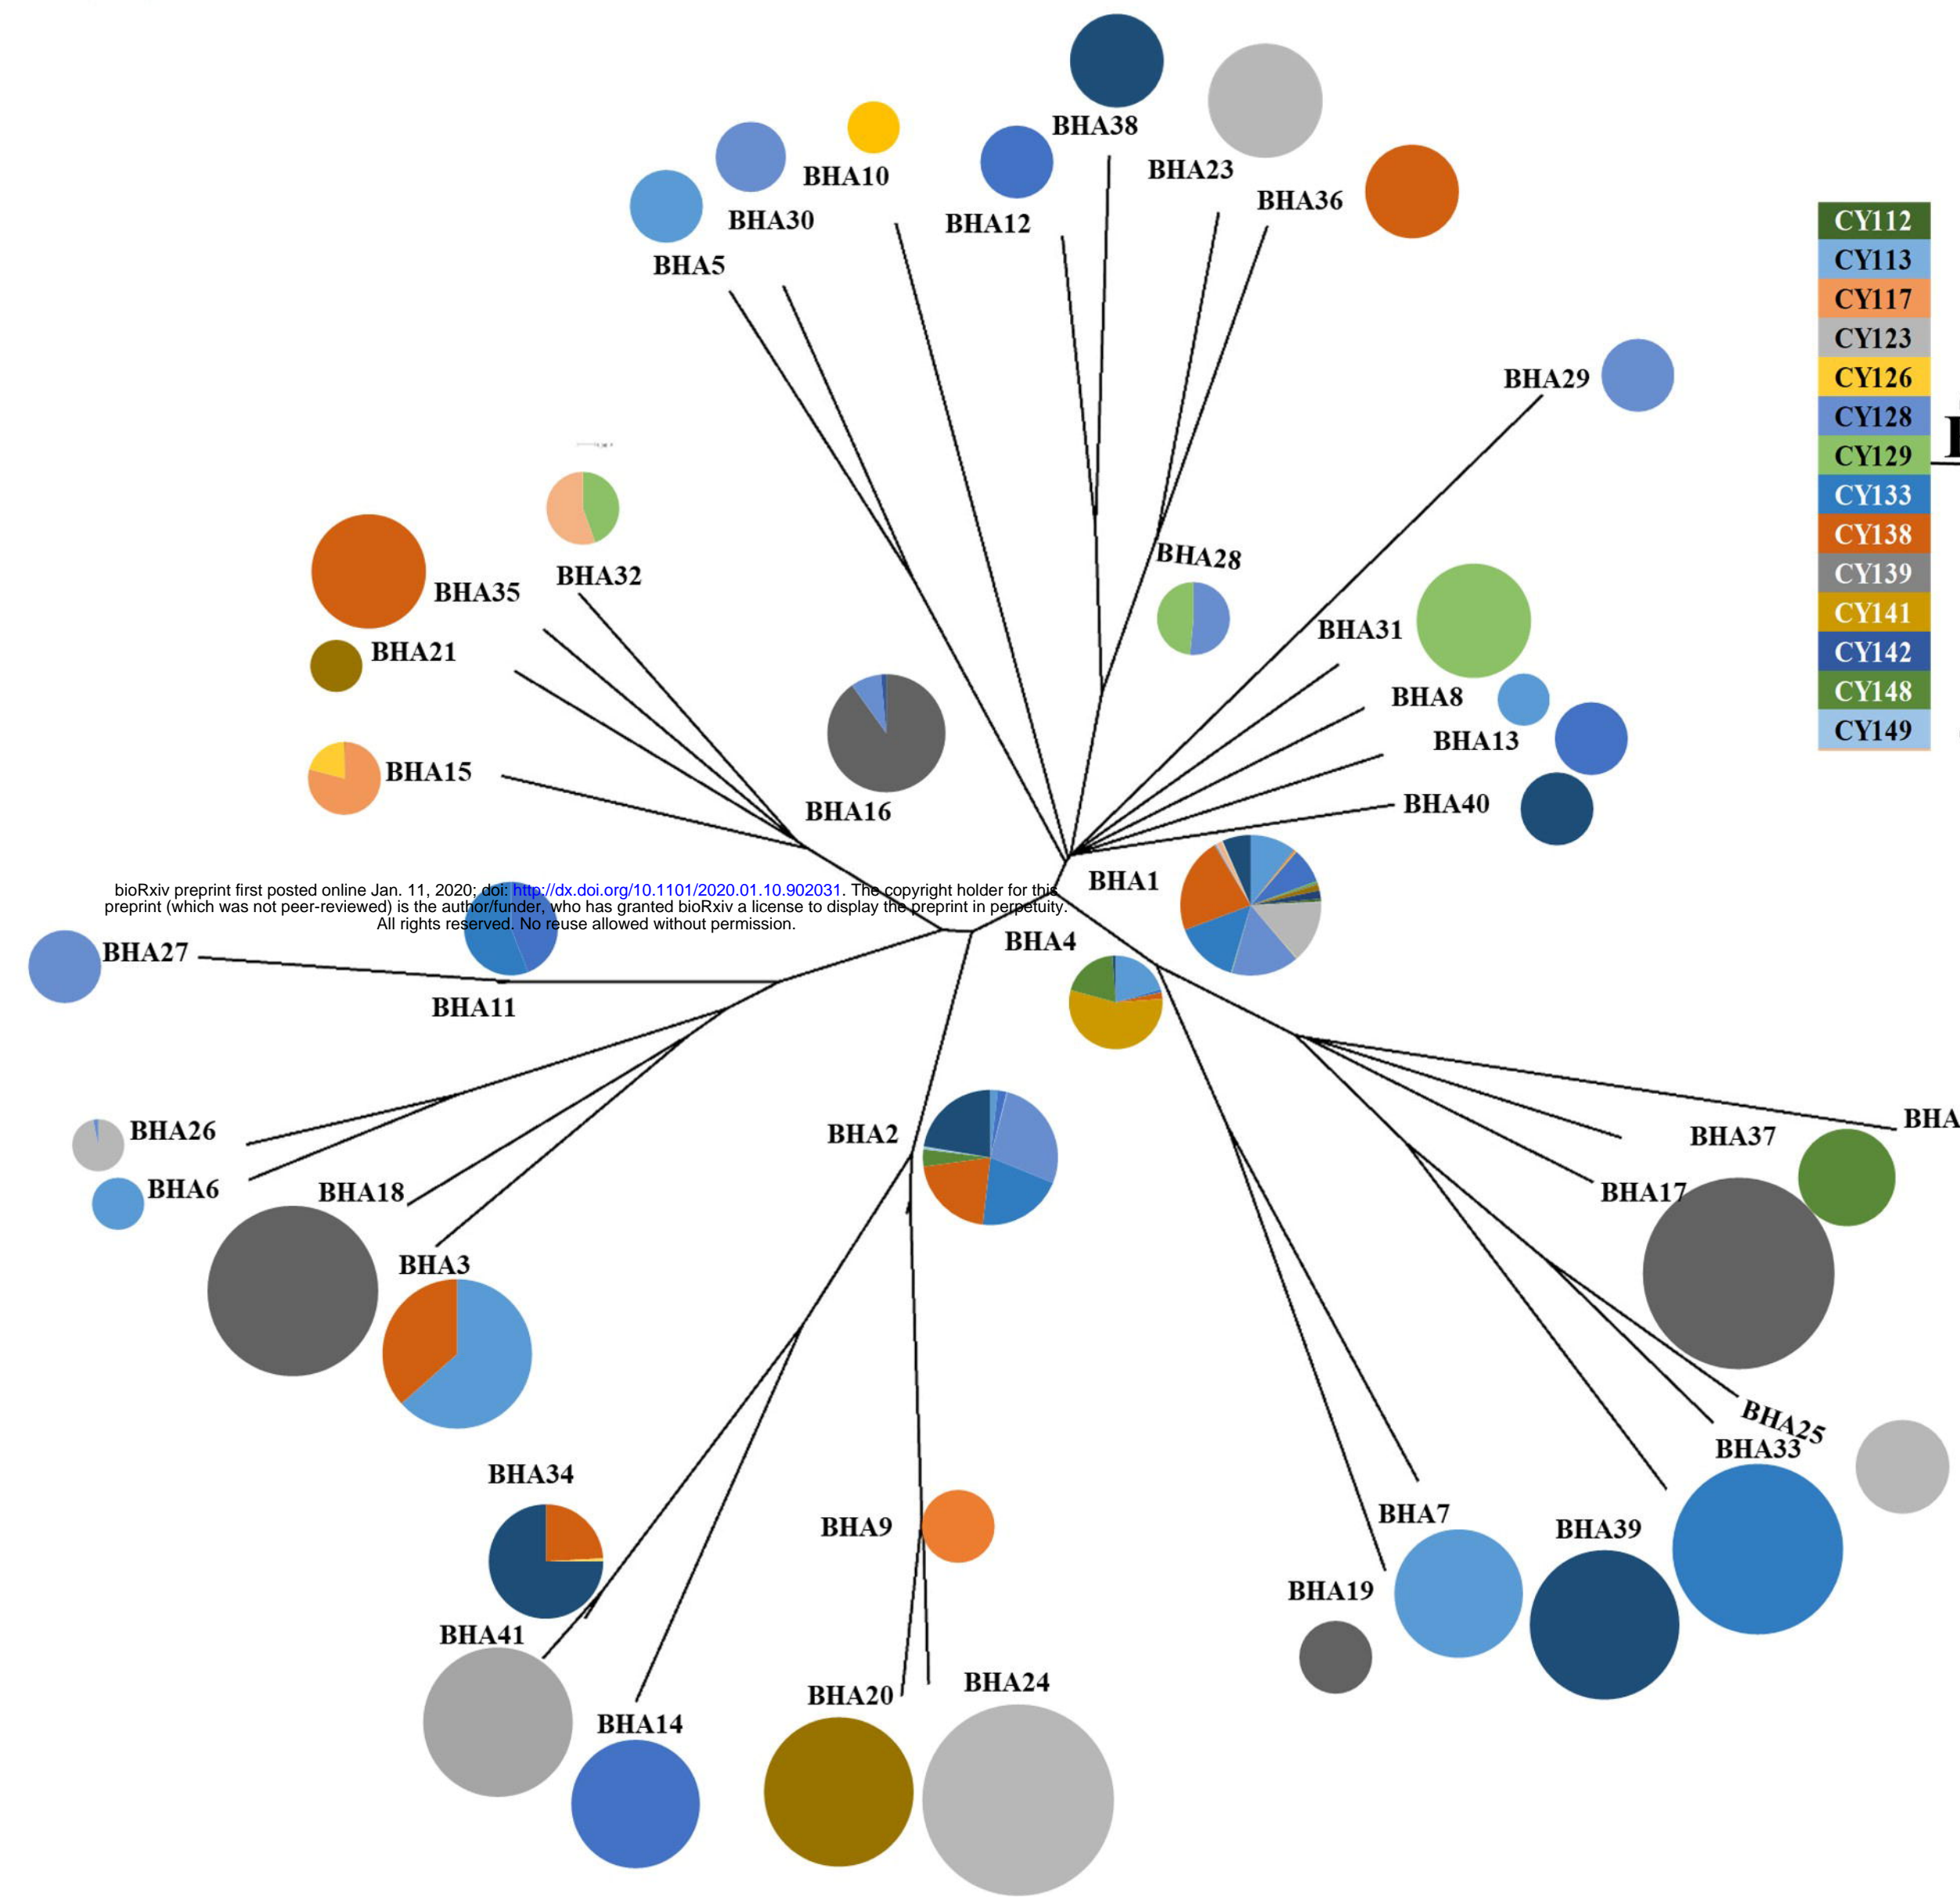 BHA38
BHA23
BHA10
BHA36
BHA12
BHA30
BHA5
CY112
CY113
CY117
CY123
CY126
CY128
CY129
CY133
CY138
CY139
CY141
CY142
CY148
CY149
BHA29
BHA28
BHA32
BHA35
BHA31
BHA21
BHA8
BHA13
BHA15
BHA40
BHA16
BHA1
bioRxiv preprint first posted online Jan. 11, 2020; doi: http://dx.doi.org/10.1101/2020.01.10.902031. The copyright holder for this
preprint (which was not peer-reviewed) is the author/funder, who has granted bioRxiv a license to display the preprint in perpetuity.
All rights reserved. No reuse allowed without permission.
BHA4
BHA27
BHA11
BHA
BHA26
BHA2
BHA37
BHA6
BHA18
BHA17
BHA3
BHA25
BHA33
BHA34
BHA9
BHA7
BHA39
BHA19
BHA41
BHA24
BHA20
BHA14